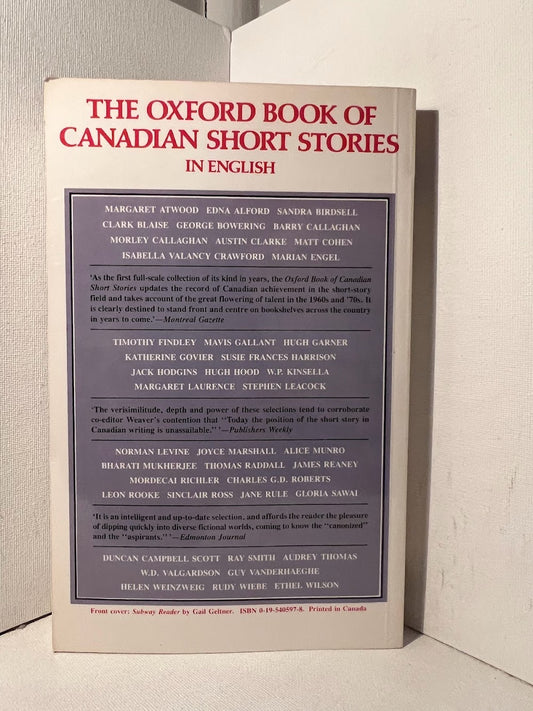 THE OXFORD BOOK OF
CANADIAN SHORT STORIES
IN ENGLISH
MARGARET ATWOOD EDNA ALFORD SANDRA BIRDSELL
CLARK BLAISE GEORGE BOWERING BARRY CALLAGHAN
MORLEY CALLAGHAN AUSTIN CLARKE MATT COHEN
ISABELLA VALANCY CRAWFORD MARIAN ENGEL
'As the first full-scale collection of its kind in years, the Oxford Book of Canadian
Short Stories updates the record of Canadian achievement in the short-story
field and takes account of the great flowering of talent in the 1960s and '70s. It
is clearly destined to stand front and centre on bookshelves across the country
in years to come.'—Montreal Gazette
TIMOTHY FINDLEY MAVIS GALLANT HUGH GARNER
KATHERINE GOVIER SUSIE FRANCES HARRISON
JACK HODGINS HUGH HOOD W.P. KINSELLA
MARGARET LAURENCE STEPHEN LEACOCK
'The verisimilitude, depth and power of these selections tend to corroborate
co-editor Weaver's contention that "Today the position of the short story in
Canadian writing is unassailable." '—Publishers Weekly
NORMAN LEVINE JOYCE MARSHALL ALICE MUNRO
BHARATI MUKHERJEE THOMAS RADDALL JAMES REANEY
MORDECAI RICHLER CHARLES G.D. ROBERTS
LEON ROOKE SINCLAIR ROSS JANE RULE GLORIA SAWAI
'It is an intelligent and up-to-date selection, and affords the reader the pleasure
of dipping quickly into diverse fictional worlds, coming to know the "canonized"
and the "aspirants." '—Edmonton Journal
DUNCAN CAMPBELL SCOTT RAY SMITH AUDREY THOMAS
W.D. VALGARDSON GUY VANDERHAEGHE
HELEN WEINZWEIG RUDY WIEBE ETHEL WILSON
Front cover: Subway Reader by Gail Geltner. ISBN 0-19-540597-8. Printed in Canada